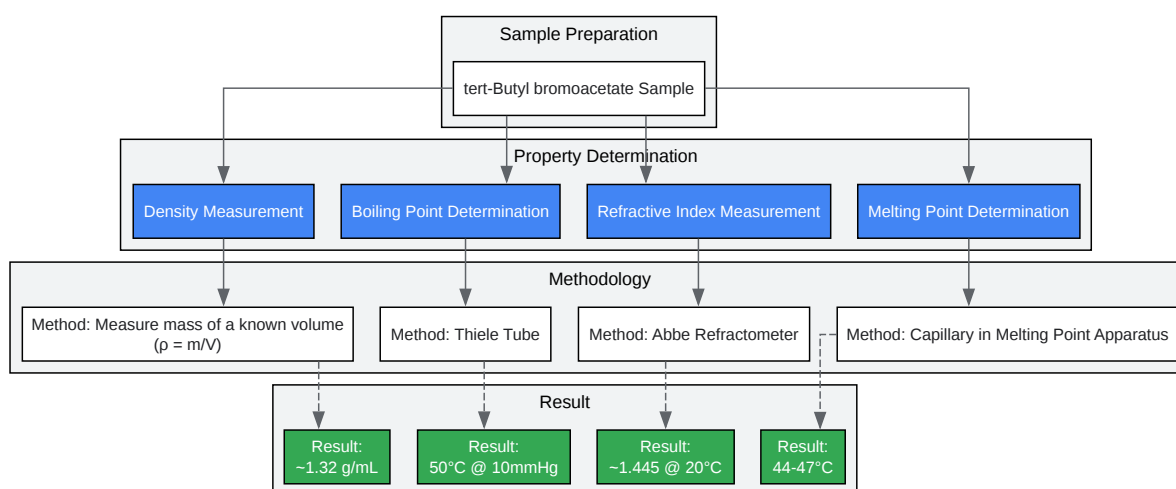 Sample Preparation
tert-Butyl bromoacetate Sample
Property Determination
Density Measurement
Boiling Point Determination
Refractive Index Measurement
Melting Point Determination
Methodology
Method: Measure mass of a known volume
(ρ = m/V)
Method: Thiele Tube
Method: Abbe Refractometer
Method: Capillary in Melting Point Apparatus
Result
Result:
~1.32 g/mL
Result:
50°C @ 10mmHg
Result:
~1.445 @ 20°C
Result:
44-47°C